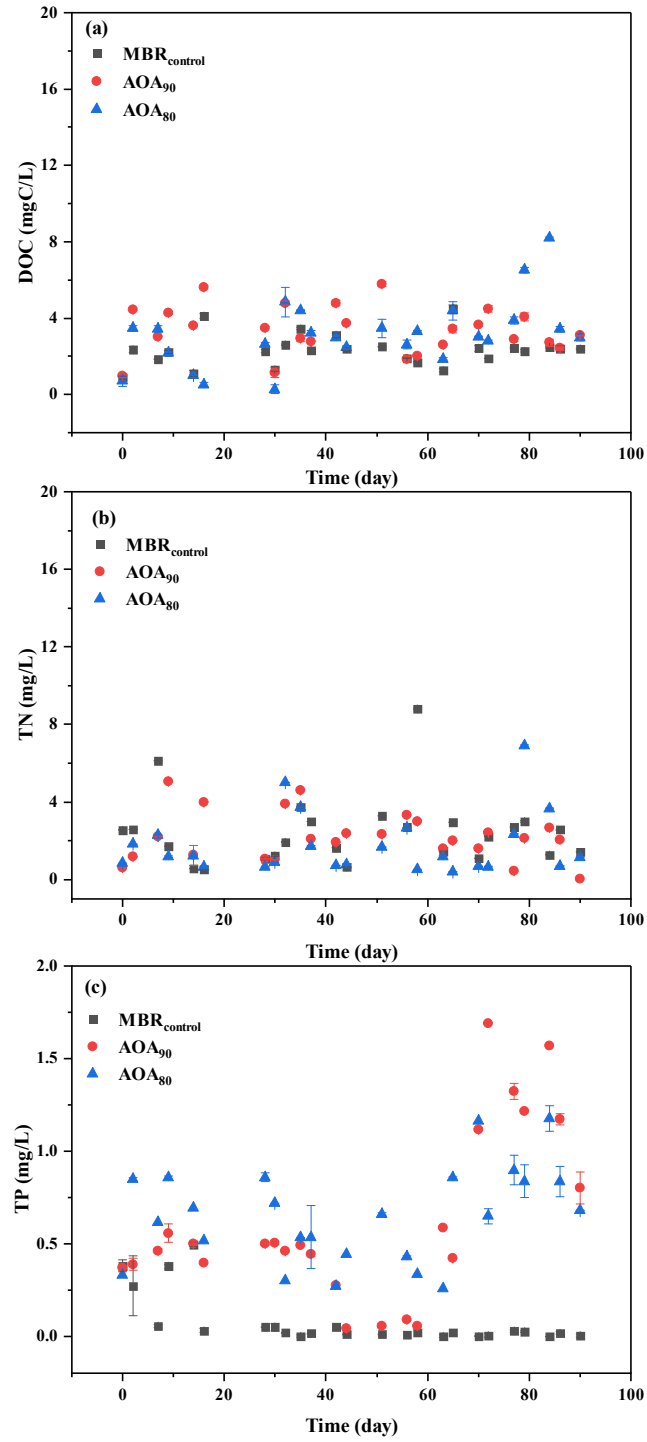 20
(a)
MBRcontrol
16
AOA90
AOA80
12
DOC (mgC/L)
8
4
0
0 20 40 60 80 100
Time (day)
20
(b)
MBRcontrol
16
AOA90
AOA80
12
TN (mg/L)
8
4
0
0 20 40 60 80 100
Time (day)
2.0
(c)
MBRcontrol
AOA90
1.5
AOA80
TP (mg/L)
1.0
0.5
0.0
0 20 40 60 80 100
Time (day)